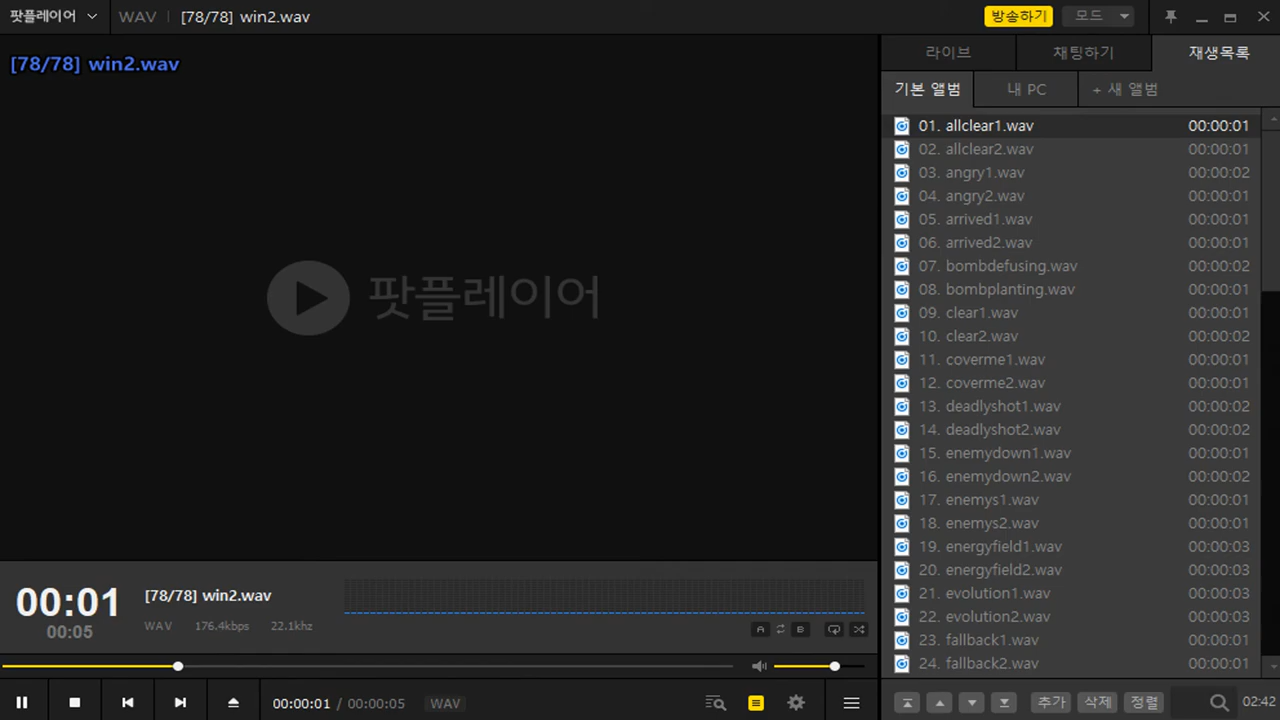 팟플레이어
WAV
[78/78] win2.wav
방송하기
모드
[78/78] win2.wav
팟플레이어
라이브
채팅하기
재생목록
기본 앨범
내 PC
+ 새 앨범
01. allclear1.wav 00:00:01
02. allclear2.wav 00:00:01
03. angry1.wav 00:00:02
04. angry2.wav 00:00:01
05. arrived1.wav 00:00:01
06. arrived2.wav 00:00:01
07. bombdefusing.wav 00:00:02
08. bombplanting.wav 00:00:01
09. clear1.wav 00:00:01
10. clear2.wav 00:00:02
11. coverme1.wav 00:00:01
12. coverme2.wav 00:00:01
13. deadlyshot1.wav 00:00:02
14. deadlyshot2.wav 00:00:02
15. enemydown1.wav 00:00:01
16. enemydown2.wav 00:00:02
17. enemys1.wav 00:00:01
18. enemys2.wav 00:00:01
19. energyfield1.wav 00:00:03
20. energyfield2.wav 00:00:03
21. evolution1.wav 00:00:03
22. evolution2.wav 00:00:03
23. fallback1.wav 00:00:01
24. fallback2.wav 00:00:01
00:01
00:05
[78/78] win2.wav
WAV 176.4kbps 22.1khz
A B
00:00:01 / 00:00:05 WAV
추가 삭제 정렬 02:42